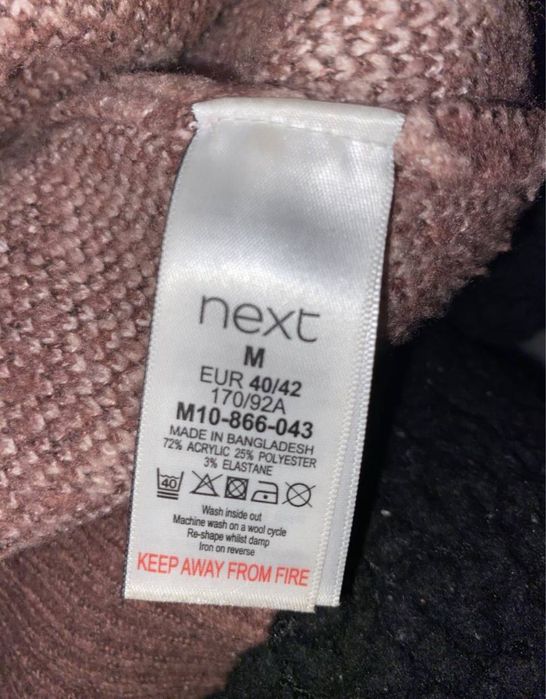 next
M
EUR 40/42
170/92A
M10-866-043
MADE IN BANGLADESH
72% ACRYLIC 25% POLYESTER
3% ELASTANE
40
Wash inside out
Machine wash on a wool cycle
Re-shape whilst damp
Iron on reverse
KEEP AWAY FROM FIRE